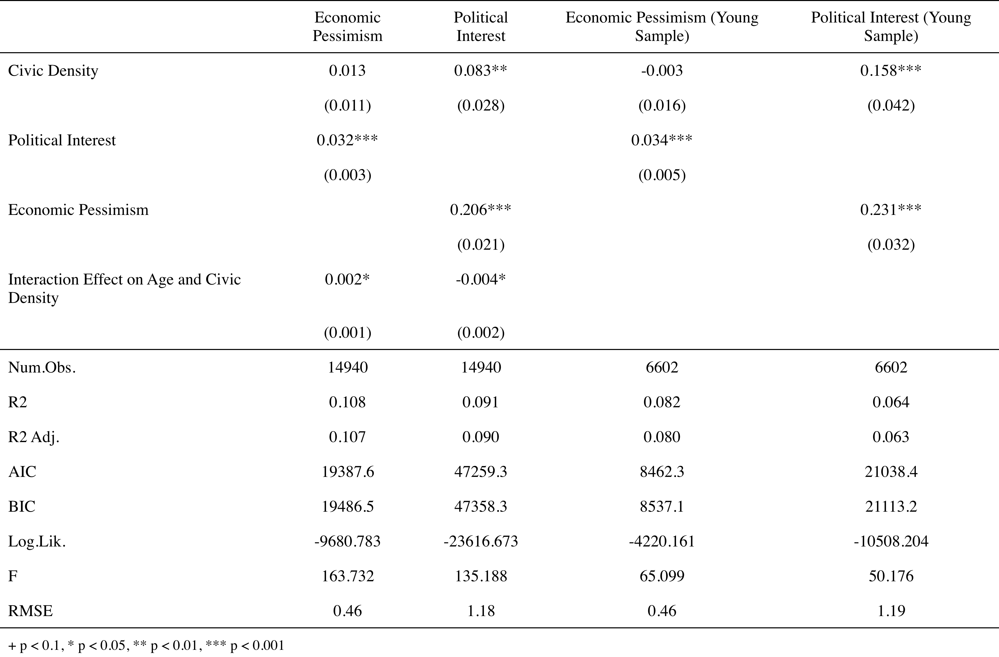 Economic Pessimism Political Interest Economic Pessimism (Young Sample) Political Interest (Young Sample)
Civic Density 0.013 0.083** -0.003 0.158***
(0.011) (0.028) (0.016) (0.042)
Political Interest 0.032*** 0.034***
(0.003) (0.005)
Economic Pessimism 0.206*** 0.231***
(0.021) (0.032)
Interaction Effect on Age and Civic Density 0.002* -0.004*
(0.001) (0.002)
Num.Obs. 14940 14940 6602 6602
R2 0.108 0.091 0.082 0.064
R2 Adj. 0.107 0.090 0.080 0.063
AIC 19387.6 47259.3 8462.3 21038.4
BIC 19486.5 47358.3 8537.1 21113.2
Log.Lik. -9680.783 -23616.673 -4220.161 -10508.204
F 163.732 135.188 65.099 50.176
RMSE 0.46 1.18 0.46 1.19
+ p < 0.1, * p < 0.05, ** p < 0.01, *** p < 0.001